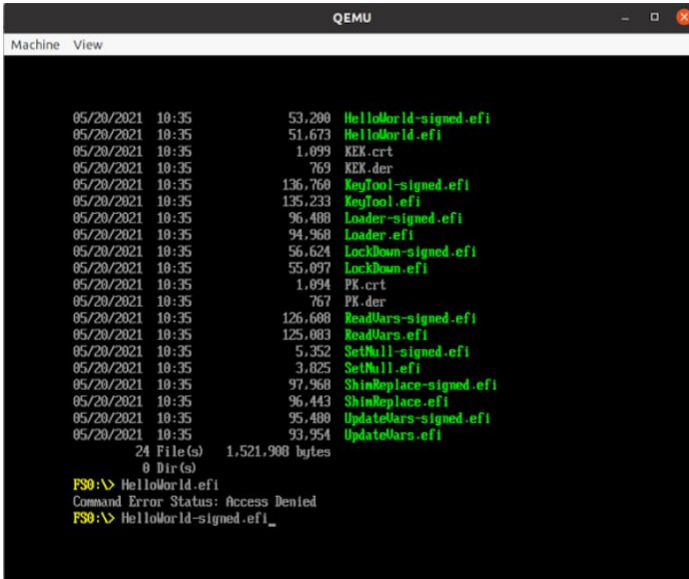 QEMU
Machine View
05/20/2021 10:35 53,200 HelloWorld-signed.efi
05/20/2021 10:35 51,673 HelloWorld.efi
05/20/2021 10:35 1,099 KEK.crt
05/20/2021 10:35 769 KEK.der
05/20/2021 10:35 136,760 KeyTool-signed.efi
05/20/2021 10:35 135,233 KeyTool.efi
05/20/2021 10:35 96,488 Loader-signed.efi
05/20/2021 10:35 94,968 Loader.efi
05/20/2021 10:35 56,624 LockDown-signed.efi
05/20/2021 10:35 55,097 LockDown.efi
05/20/2021 10:35 1,094 PK.crt
05/20/2021 10:35 767 PK.der
05/20/2021 10:35 126,608 ReadVars-signed.efi
05/20/2021 10:35 125,083 ReadVars.efi
05/20/2021 10:35 5,352 SetNull-signed.efi
05/20/2021 10:35 3,825 SetNull.efi
05/20/2021 10:35 97,968 ShimReplace-signed.efi
05/20/2021 10:35 96,443 ShimReplace.efi
05/20/2021 10:35 95,480 UpdateVars-signed.efi
05/20/2021 10:35 93,954 UpdateVars.efi
24 File(s) 1,521,908 bytes
0 Dir(s)
FS0:\> HelloWorld.efi
Command Error Status: Access Denied
FS0:\> HelloWorld-signed.efi_